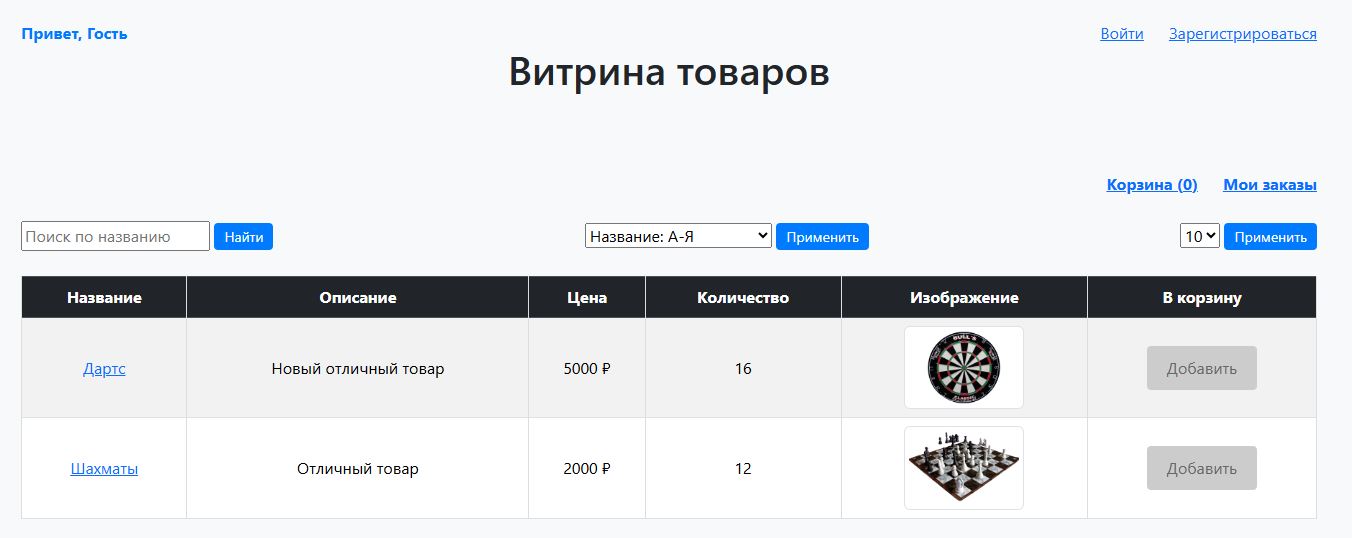 Привет, Гость Войти Зарегистрироваться
Витрина товаров
Корзина (0) Мои заказы
Поиск по названию Найти Название: А-Я Применить 10 Применить
Название Описание Цена Количество Изображение В корзину
BULL'S
Дартс Новый отличный товар 5000 ₽ 16 Добавить
CLASSIC
Шахматы Отличный товар 2000 ₽ 12 Добавить